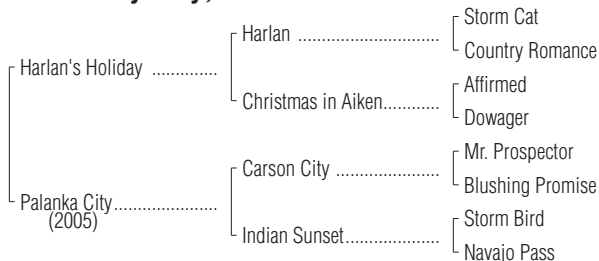 Storm Cat
Harlan ..................................
Country Romance
Harlan's Holiday ...............
Affirmed
Christmas in Aiken.............
Dowager
Mr. Prospector
Carson City ........................
Blushing Promise
Palanka City........................
(2005)
Storm Bird
Indian Sunset......................
Navajo Pass